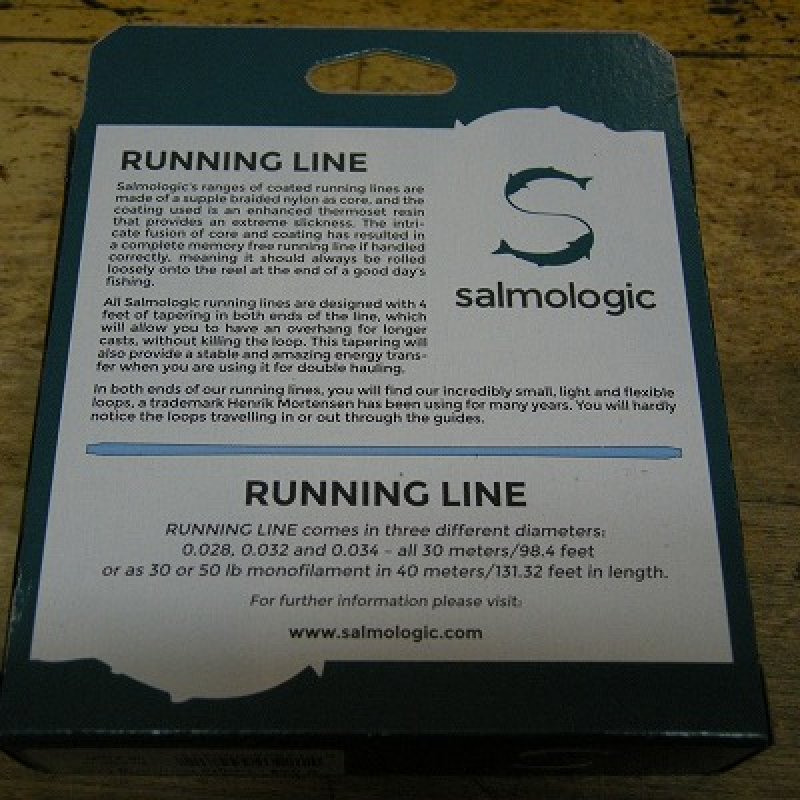 RUNNING LINE
Salmologic's ranges of coated running lines are
made of a supple braided nylon as core, and the
coating used is an enhanced thermoset resin
that provides an extreme slickness. The intri-
cate fusion of core and coating has resulted in
a complete memory free running line if handled
correctly, meaning it should always be rolled
loosely onto the reel at the end of a good day's
fishing.
All Salmologic running lines are designed with 4
feet of tapering in both ends of the line, which
will allow you to have an overhang for longer
casts, without killing the loop. This tapering will
also provide a stable and amazing energy trans-
fer when you are using it for double hauling.
In both ends of our running lines, you will find our incredibly small, light and flexible
loops, a trademark Henrik Mortensen has been using for many years. You will hardly
notice the loops travelling in or out through the guides.
salmologic
RUNNING LINE
RUNNING LINE comes in three different diameters:
0.028, 0.032 and 0.034 – all 30 meters/98.4 feet
or as 30 or 50 lb monofilament in 40 meters/131.32 feet in length.
For further information please visit:
www.salmologic.com